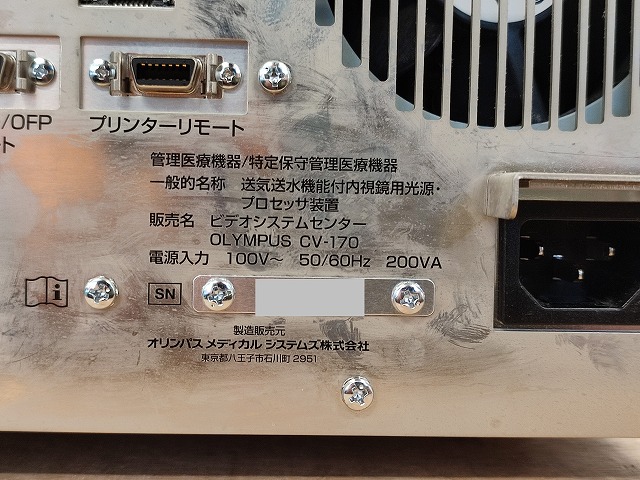 /OFP
ト
プリンターリモート
管理医療機器/特定保守管理医療機器
一般的名称 送気送水機能付内視鏡用光源・
プロセッサ装置
販売名 ビデオシステムセンター
OLYMPUS CV-170
電源入力 100V～ 50/60Hz 200VA
SN
製造販売元
オリンパス メディカル システムズ株式会社
東京都八王子市石川町 2951